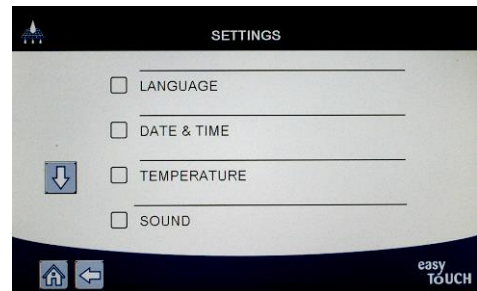 SETTINGS
LANGUAGE
DATE & TIME
TEMPERATURE
SOUND
easy
TOUCH